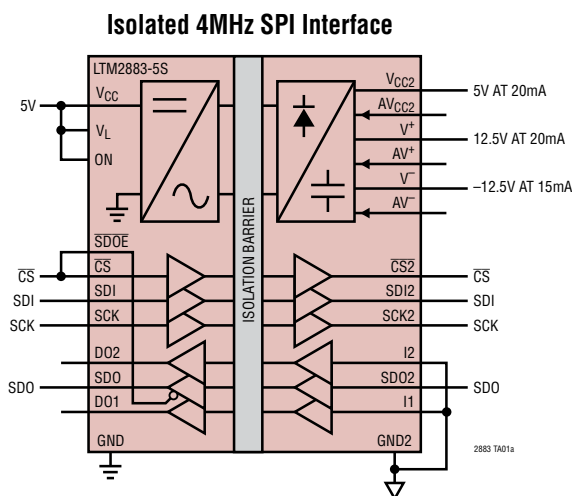 Isolated 4MHz SPI Interface
LTM2883-5S
5V
VCC
VL
ON
VCC2
5V AT 20mA
AVCC2
V+
12.5V AT 20mA
AV+
V−
–12.5V AT 15mA
AV−
ISOLATION BARRIER
SDOE
CS
CS
CS2
CS
SDI
SDI
SDI2
SDI
SCK
SCK
SCK2
SCK
DO2
I2
SDO
SDO
SDO2
SDO
DO1
I1
GND
GND2
2883 TA01a